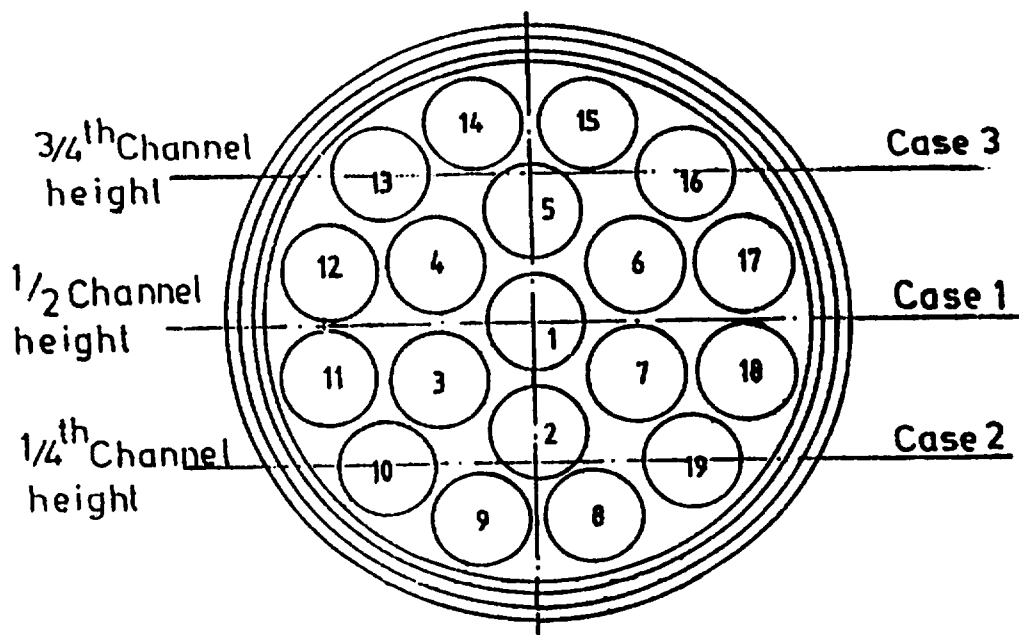 14 15
3/4th Channel height
Case 3
13 16
5
12 4 6 17
1/2 Channel height
Case 1
1
11 3 7 18
1/4th Channel height
Case 2
2
10 19
9 8